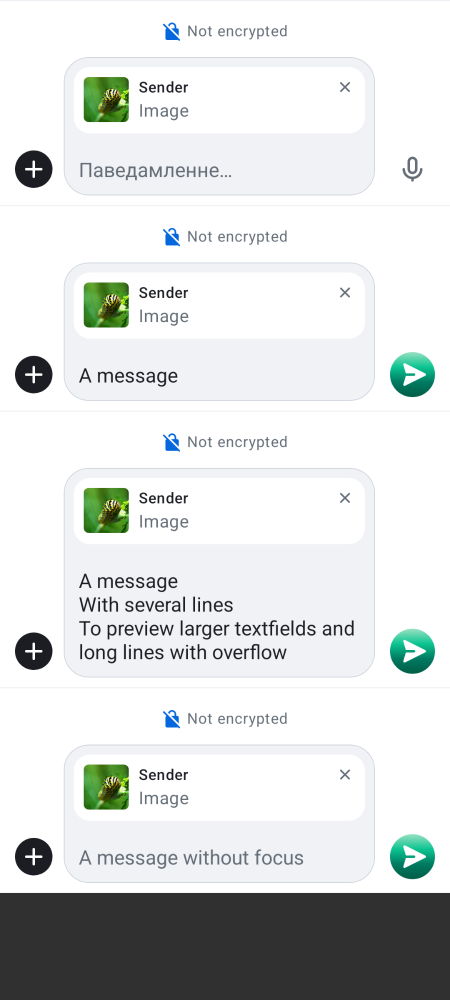 Not encrypted
Sender
Image
Паведамленне…
Not encrypted
Sender
Image
A message
Not encrypted
Sender
Image
A message
With several lines
To preview larger textfields and
long lines with overflow
Not encrypted
Sender
Image
A message without focus